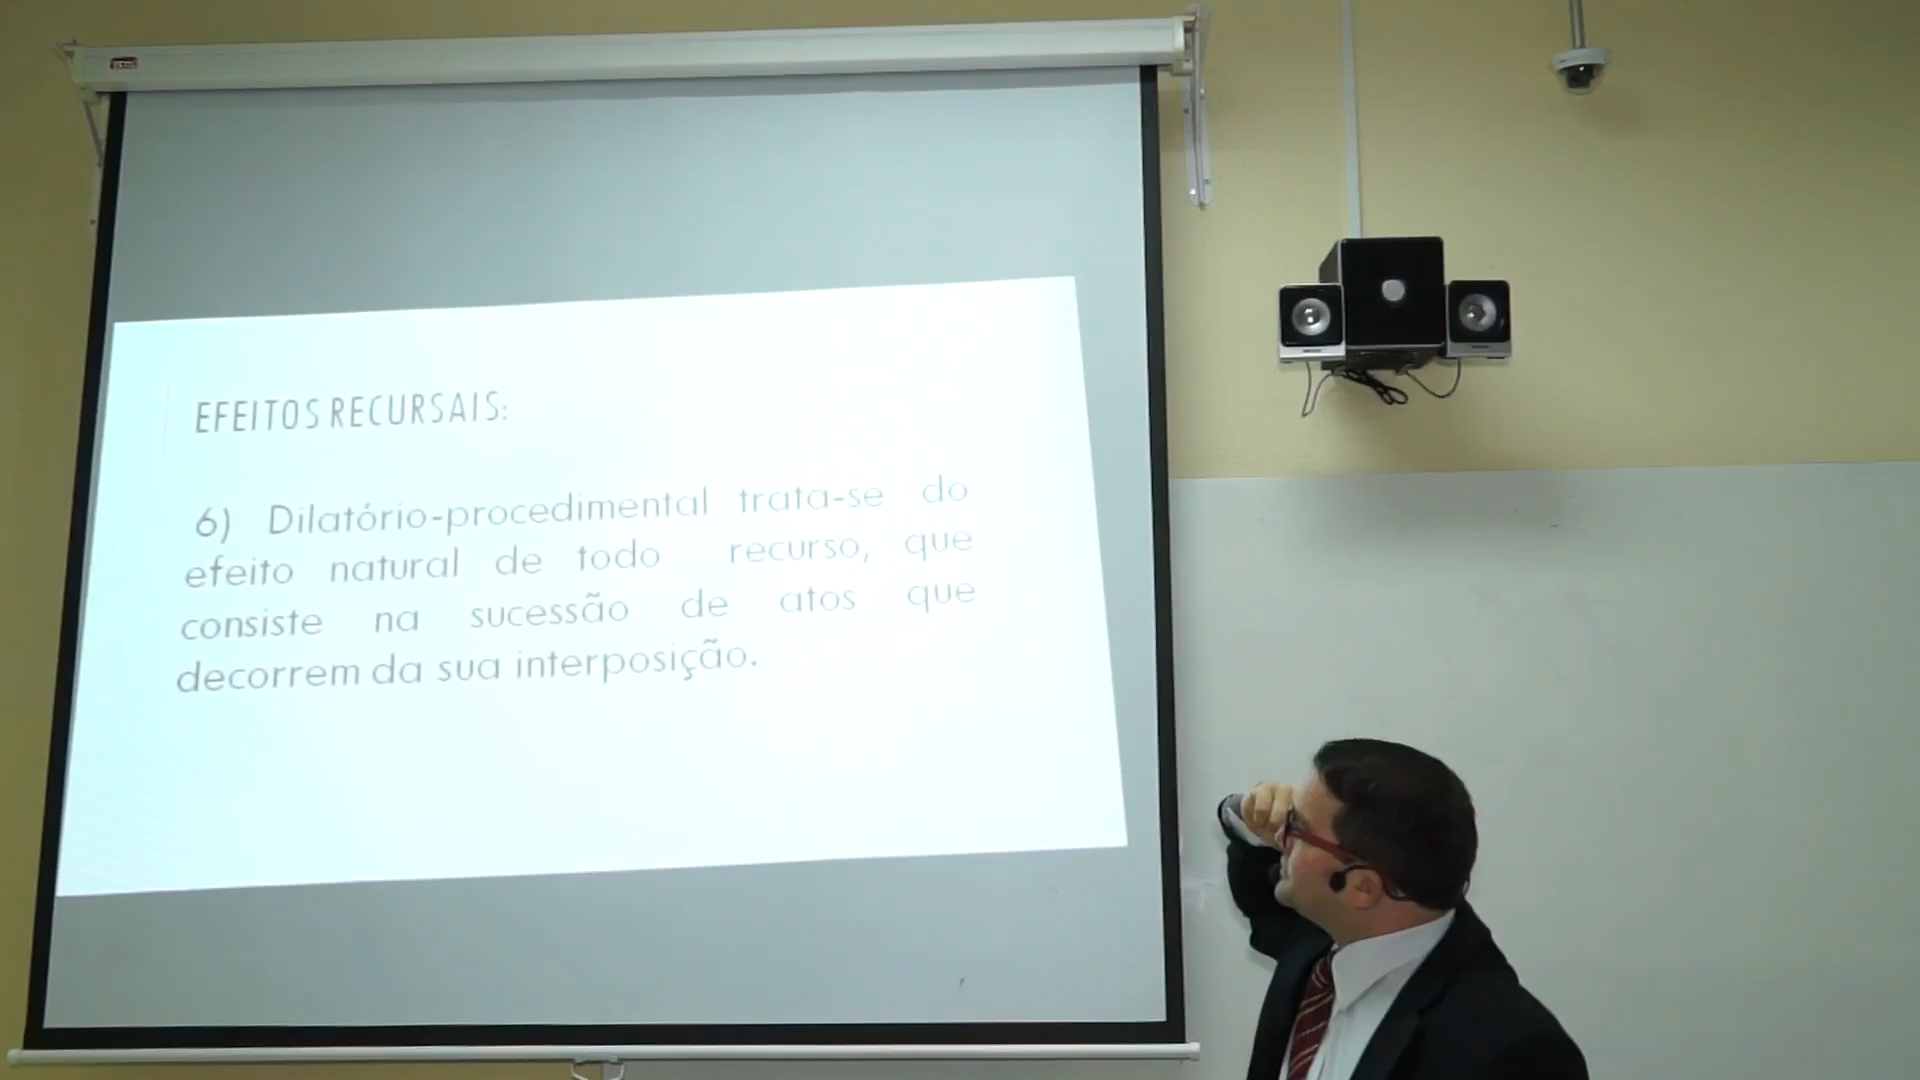 EFEITOS RECURSAIS:
6) Dilatório-procedimental: trata-se do
efeito natural de todo recurso, que
consiste na sucessão de atos que
decorrem da sua interposição.